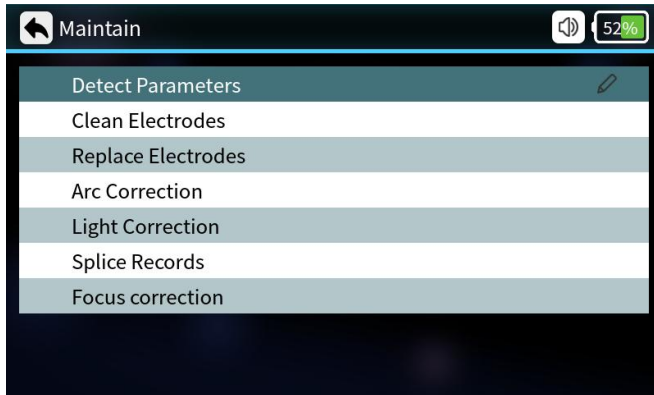 Maintain
52%
Detect Parameters
Clean Electrodes
Replace Electrodes
Arc Correction
Light Correction
Splice Records
Focus correction